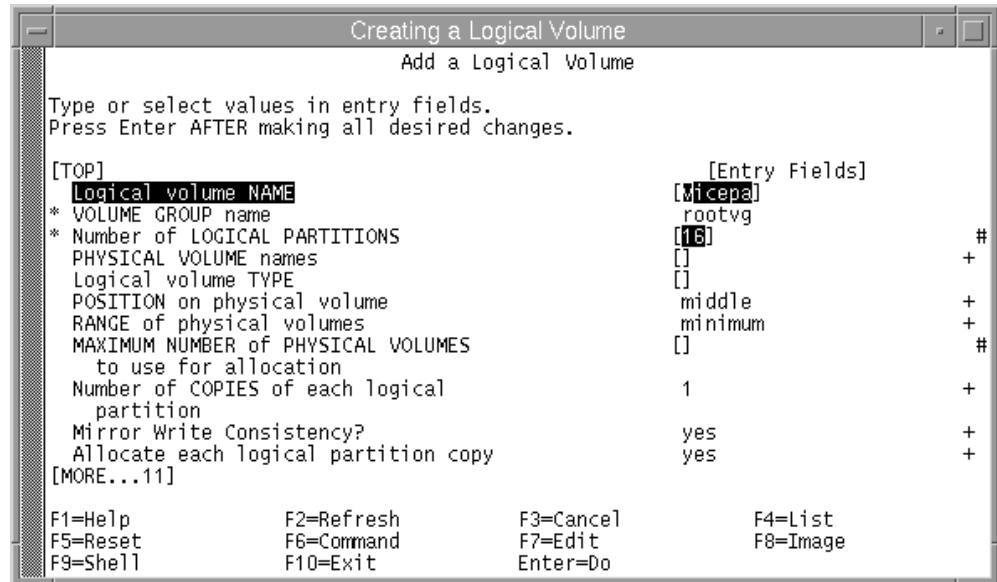 Creating a Logical Volume
Add a Logical Volume
Type or select values in entry fields.
Press Enter AFTER making all desired changes.
[TOP] [Entry Fields]
Logical volume NAME [vicepa]
* VOLUME GROUP name rootvg
* Number of LOGICAL PARTITIONS [16] #
PHYSICAL VOLUME names [] +
Logical volume TYPE []
POSITION on physical volume middle +
RANGE of physical volumes minimum +
MAXIMUM NUMBER of PHYSICAL VOLUMES [] #
to use for allocation
Number of COPIES of each logical 1 +
partition
Mirror Write Consistency? yes +
Allocate each logical partition copy yes +
[MORE...11]
F1=Help F2=Refresh F3=Cancel F4=List
F5=Reset F6=Command F7=Edit F8=Image
F9=Shell F10=Exit Enter=Do